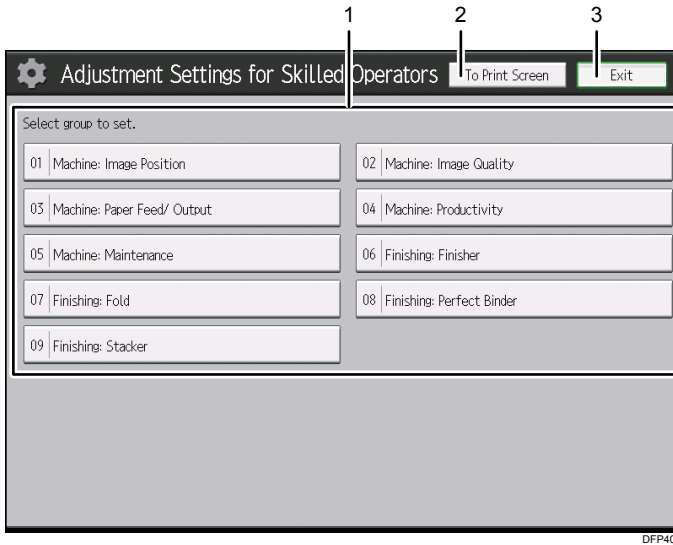 1 2 3
Adjustment Settings for Skilled Operators To Print Screen Exit
Select group to set.
01 Machine: Image Position 02 Machine: Image Quality
03 Machine: Paper Feed/ Output 04 Machine: Productivity
05 Machine: Maintenance 06 Finishing: Finisher
07 Finishing: Fold 08 Finishing: Perfect Binder
09 Finishing: Stacker
DFP40